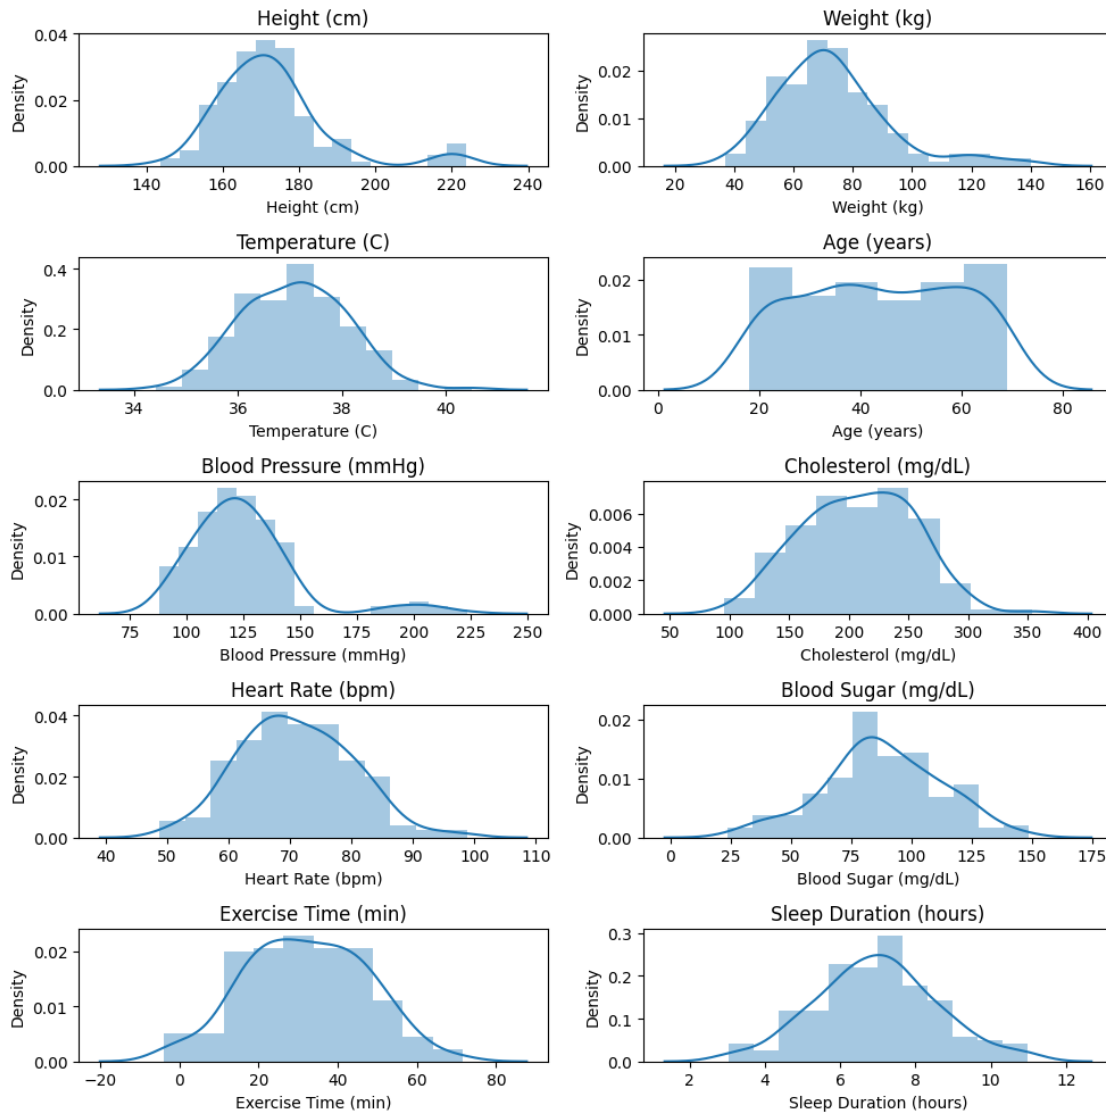 Height (cm)
Density
0.04
0.02
0.00
140 160 180 200 220 240
Height (cm)
Weight (kg)
Density
0.02
0.01
0.00
20 40 60 80 100 120 140 160
Weight (kg)
Temperature (C)
Density
0.4
0.2
0.0
34 36 38 40
Temperature (C)
Age (years)
Density
0.02
0.01
0.00
0 20 40 60 80
Age (years)
Blood Pressure (mmHg)
Density
0.02
0.01
0.00
75 100 125 150 175 200 225 250
Blood Pressure (mmHg)
Cholesterol (mg/dL)
Density
0.006
0.004
0.002
0.000
50 100 150 200 250 300 350 400
Cholesterol (mg/dL)
Heart Rate (bpm)
Density
0.04
0.02
0.00
40 50 60 70 80 90 100 110
Heart Rate (bpm)
Blood Sugar (mg/dL)
Density
0.02
0.01
0.00
0 25 50 75 100 125 150 175
Blood Sugar (mg/dL)
Exercise Time (min)
Density
0.02
0.01
0.00
−20 0 20 40 60 80
Exercise Time (min)
Sleep Duration (hours)
Density
0.3
0.2
0.1
0.0
2 4 6 8 10 12
Sleep Duration (hours)